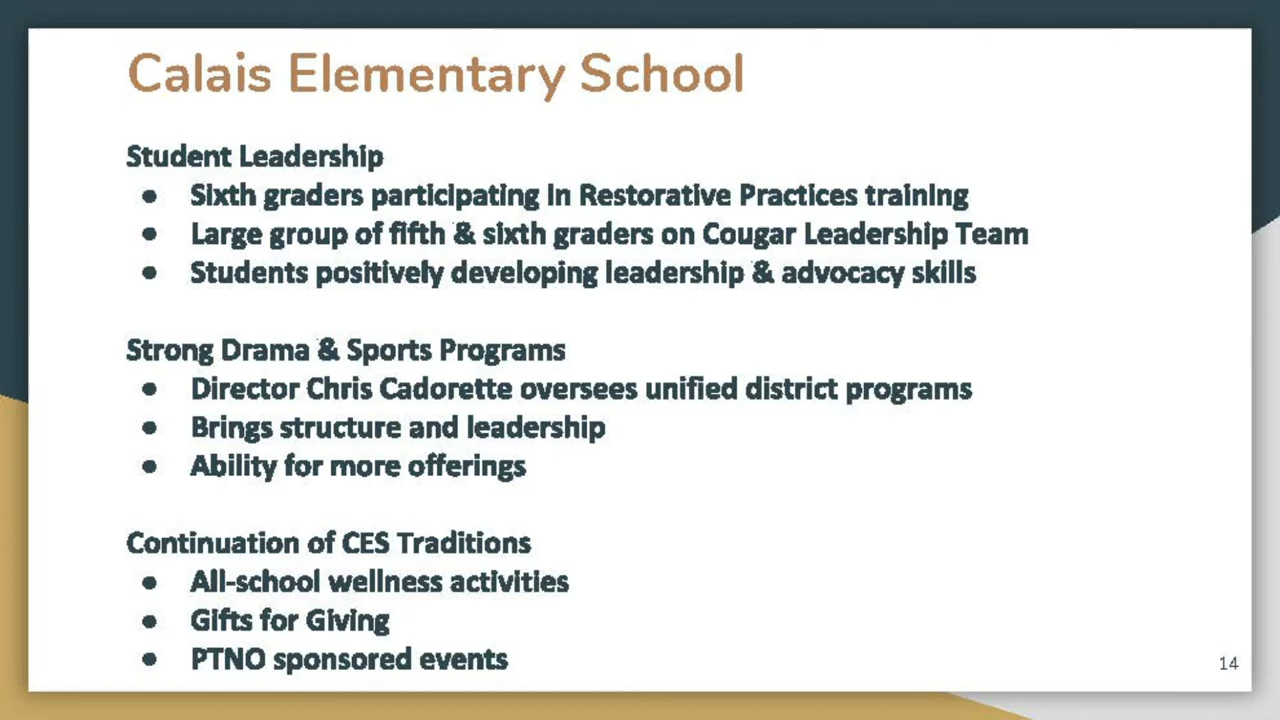 Calais Elementary School
Student Leadership
● Sixth graders participating in Restorative Practices training
● Large group of fifth & sixth graders on Cougar Leadership Team
● Students positively developing leadership & advocacy skills
Strong Drama & Sports Programs
● Director Chris Cadorette oversees unified district programs
● Brings structure and leadership
● Ability for more offerings
Continuation of CES Traditions
● All-school wellness activities
● Gifts for Giving
● PTNO sponsored events
14